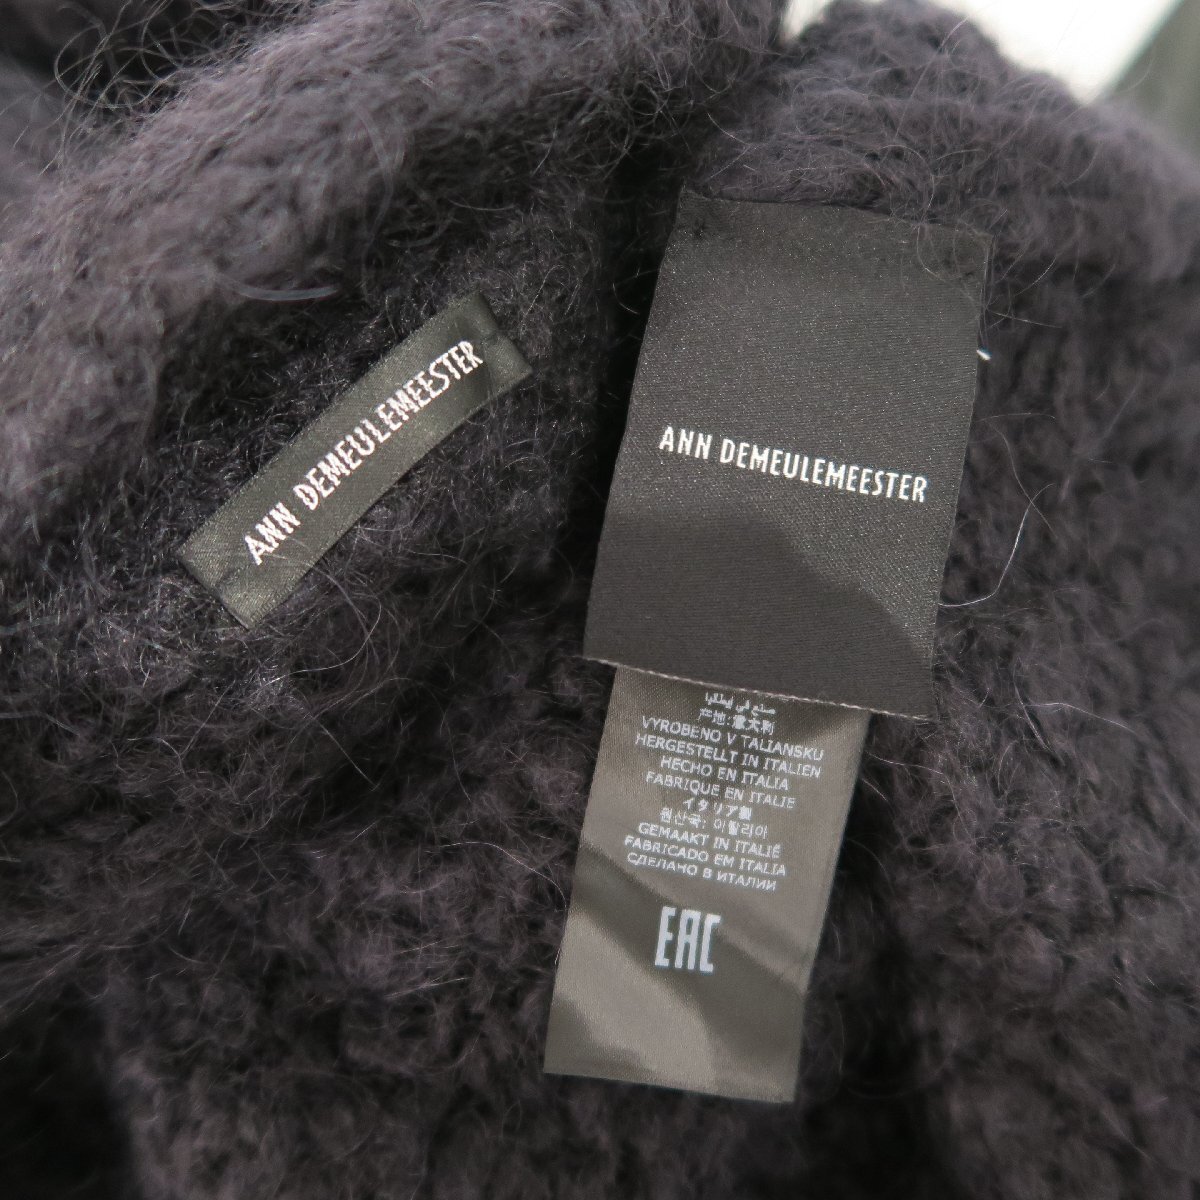 ANN DEMEULEMEESTER
ANN DEMEULEMEESTER
صنع في إيطاليا
产地:意大利
VYROBENO V TALIANSKU
HERGESTELLT IN ITALIEN
HECHO EN ITALIA
FABRIQUE EN ITALIE
イタリア製
원산국: 이탈리아
GEMAAKT IN ITALIË
FABRICADO EM ITALIA
СДЕЛАНО В ИТАЛИИ
EAC